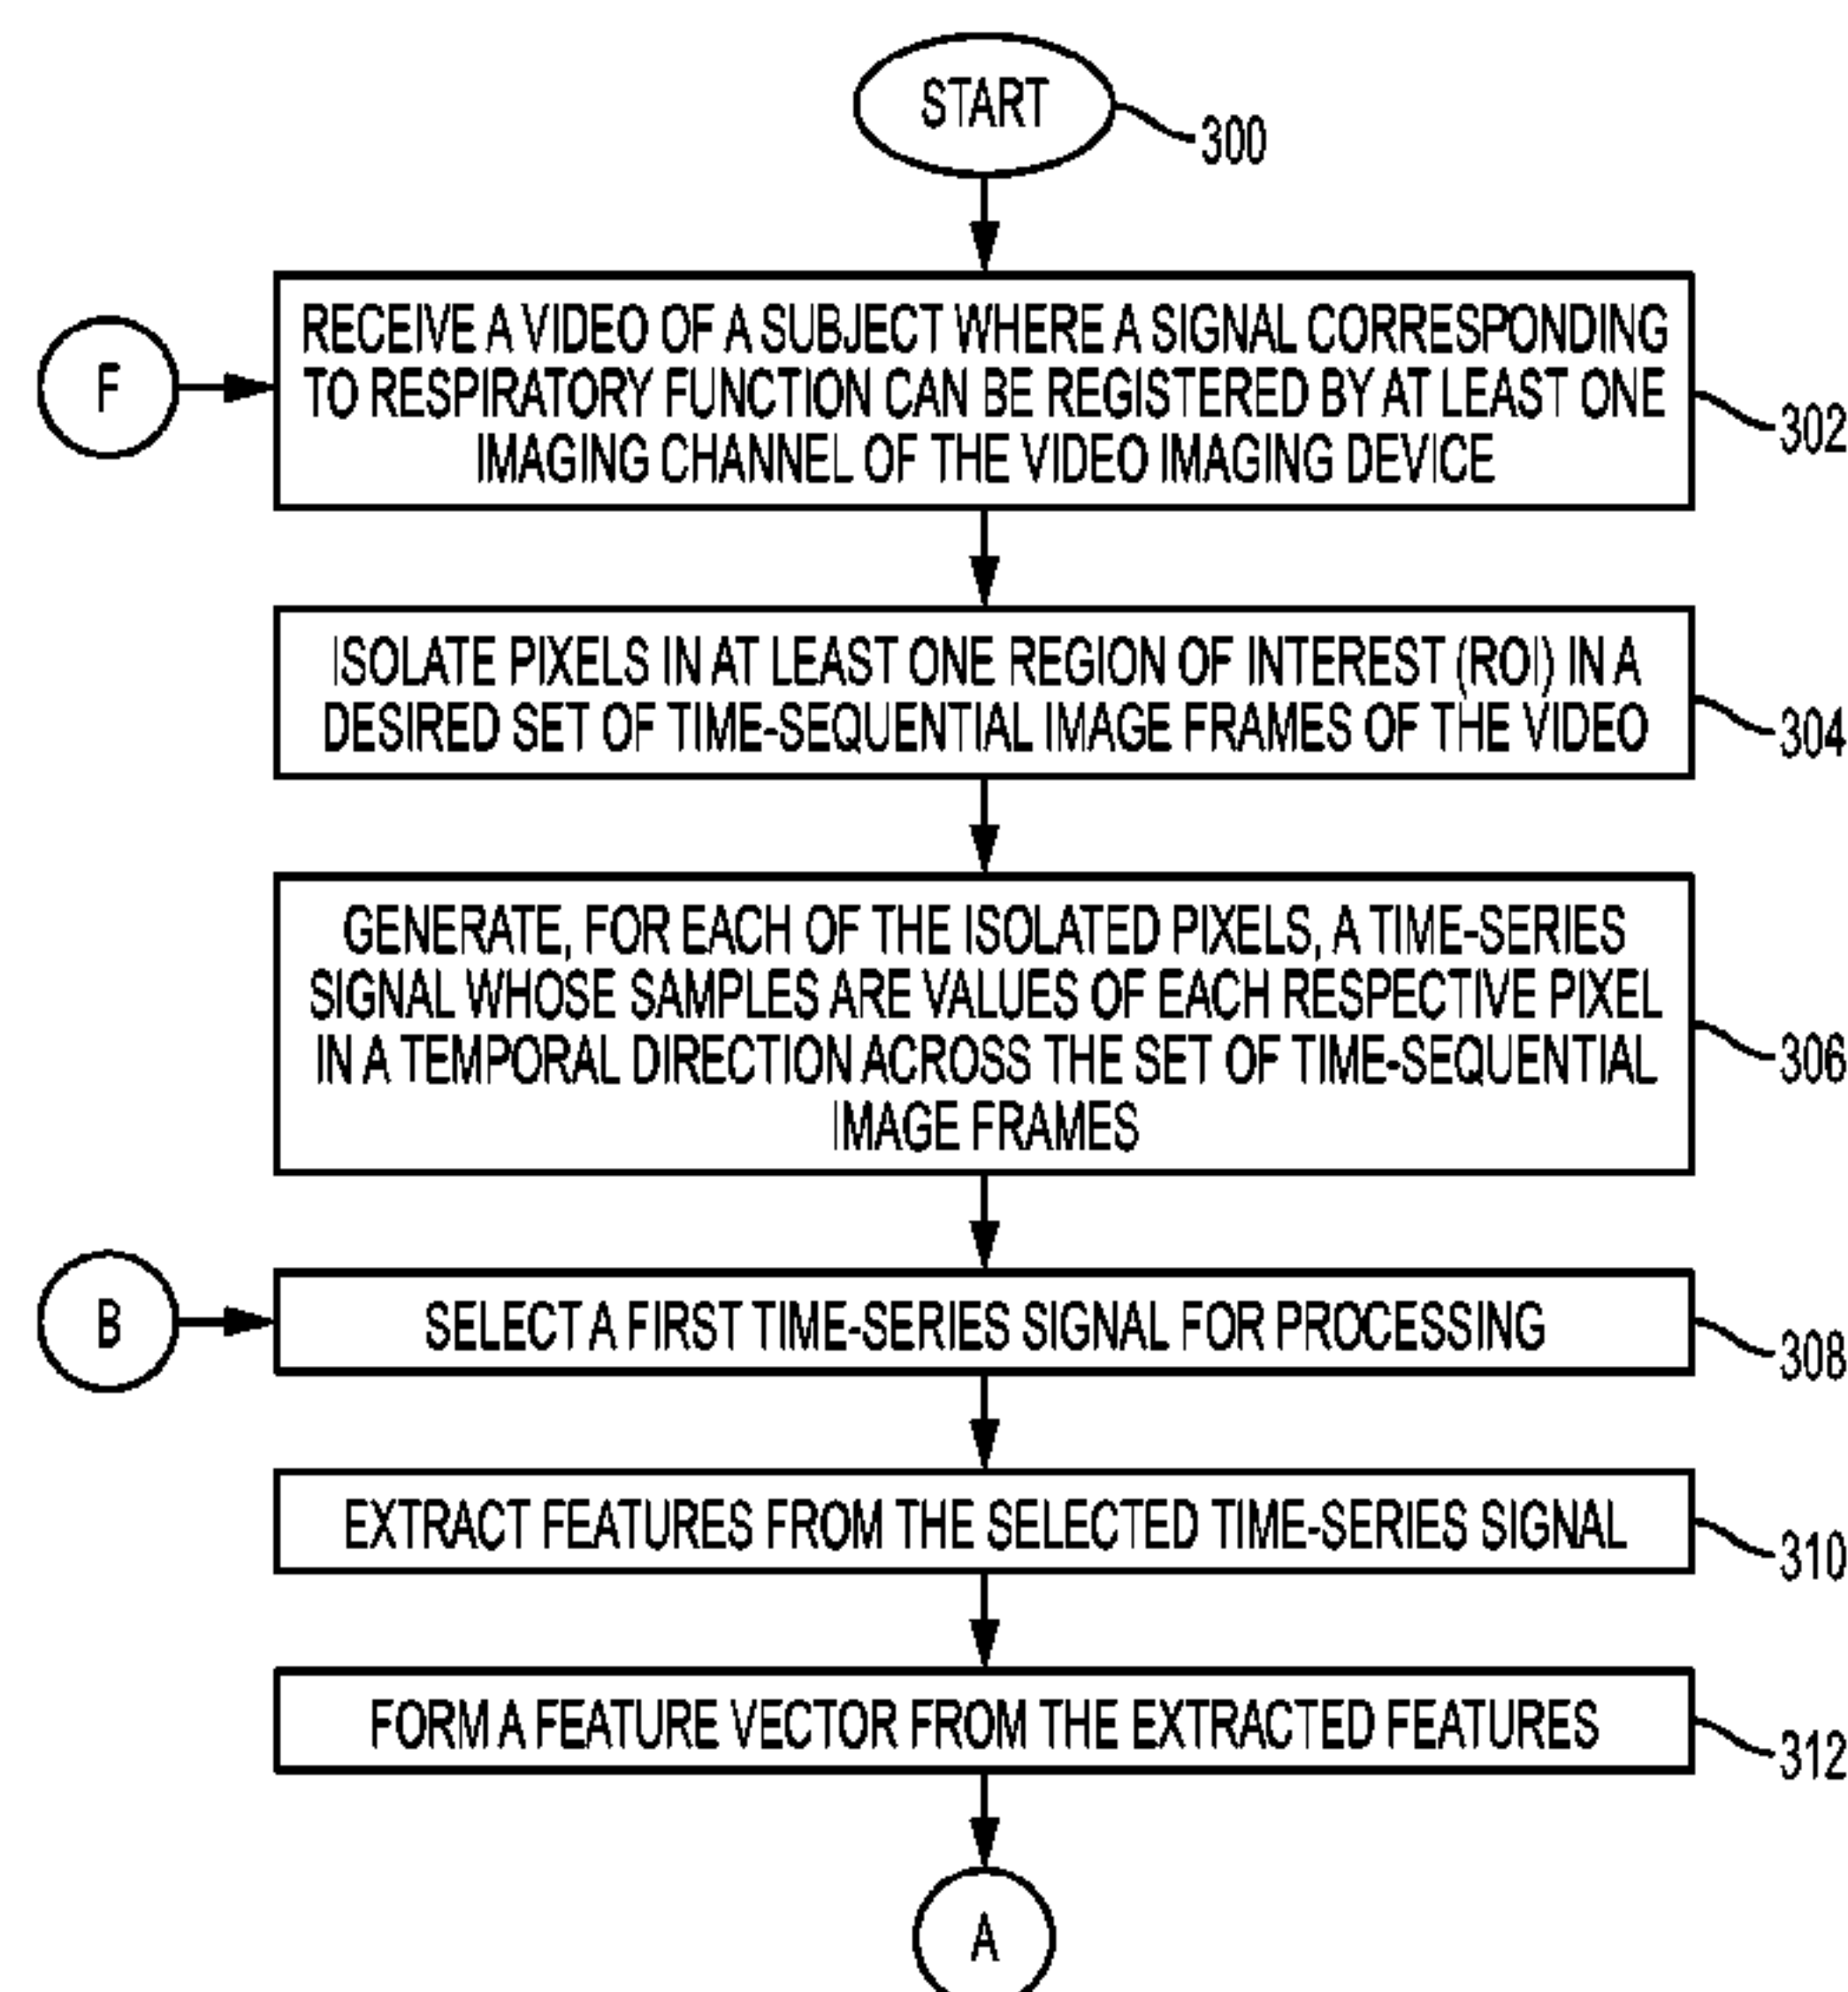 START
300
F
RECEIVE A VIDEO OF A SUBJECT WHERE A SIGNAL CORRESPONDING
TO RESPIRATORY FUNCTION CAN BE REGISTERED BY AT LEAST ONE
IMAGING CHANNEL OF THE VIDEO IMAGING DEVICE
302
ISOLATE PIXELS IN AT LEAST ONE REGION OF INTEREST (ROI) IN A
DESIRED SET OF TIME-SEQUENTIAL IMAGE FRAMES OF THE VIDEO
304
GENERATE, FOR EACH OF THE ISOLATED PIXELS, A TIME-SERIES
SIGNAL WHOSE SAMPLES ARE VALUES OF EACH RESPECTIVE PIXEL
IN A TEMPORAL DIRECTION ACROSS THE SET OF TIME-SEQUENTIAL
IMAGE FRAMES
306
B
SELECT A FIRST TIME-SERIES SIGNAL FOR PROCESSING
308
EXTRACT FEATURES FROM THE SELECTED TIME-SERIES SIGNAL
310
FORM A FEATURE VECTOR FROM THE EXTRACTED FEATURES
312
A